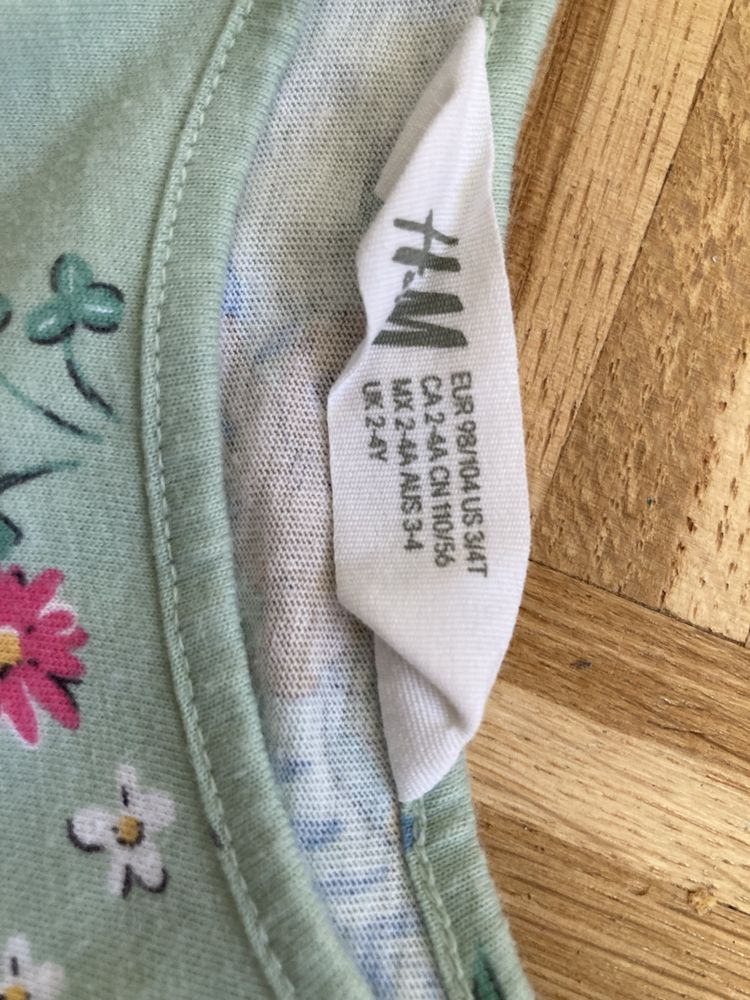 H&M
EUR 98/104 US 3/4T
CA 2-4A CN 110/56
MX 2-4A AUS 3-4
UK 2-4Y